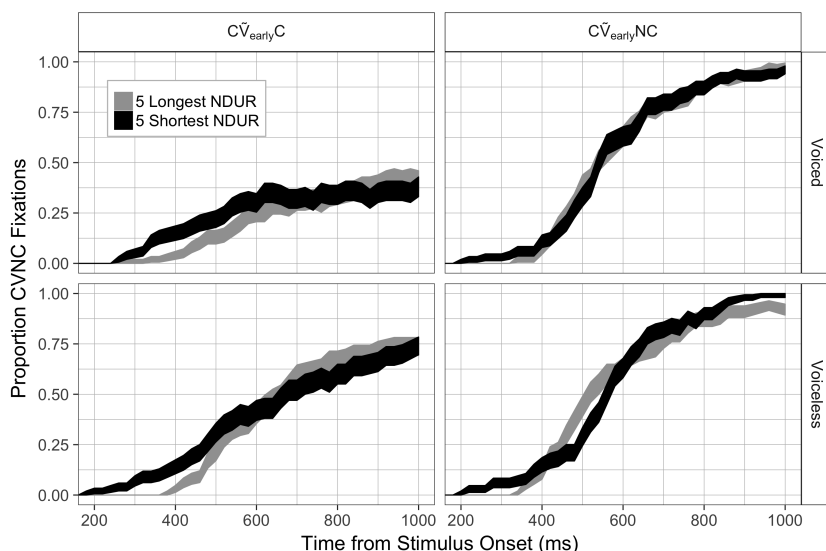 CṼearlyC
CṼearlyNC
Proportion CVNC Fixations
1.00
0.75
0.50
0.25
0.00
5 Longest NDUR
5 Shortest NDUR
Voiced
1.00
0.75
0.50
0.25
0.00
Voiceless
200 400 600 800 1000 200 400 600 800 1000
Time from Stimulus Onset (ms)